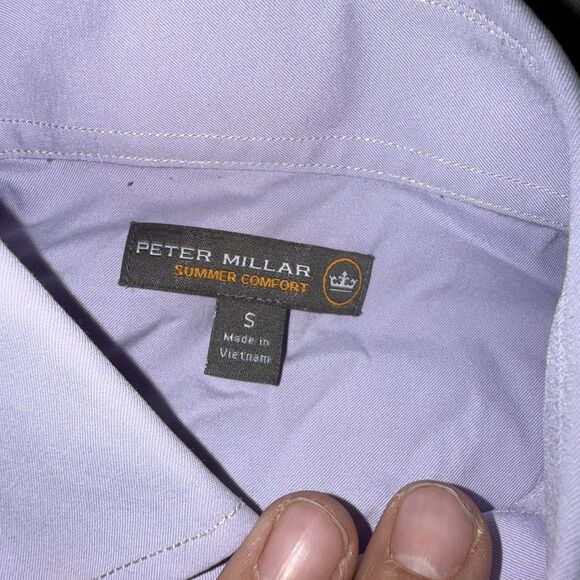 PETER MILLAR
SUMMER COMFORT
S
Made in
Vietnam